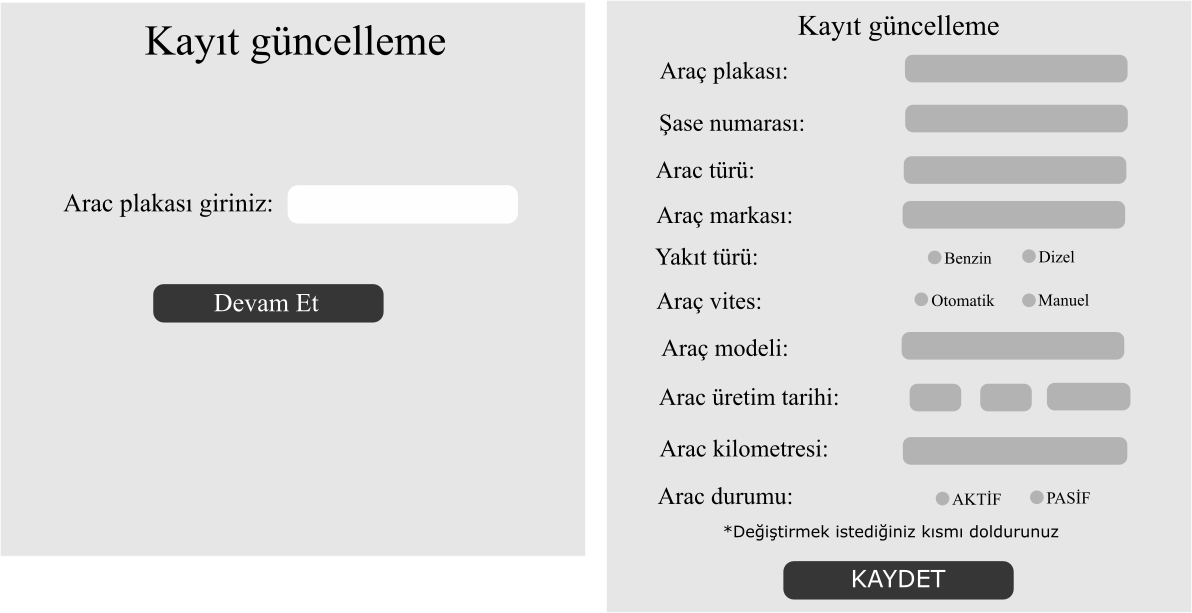 Kayıt güncelleme
Arac plakası giriniz:
Devam Et
Kayıt güncelleme
Araç plakası:
Şase numarası:
Arac türü:
Araç markası:
Yakıt türü: Benzin Dizel
Araç vites: Otomatik Manuel
Araç modeli:
Arac üretim tarihi:
Arac kilometresi:
Arac durumu: AKTİF PASİF
*Değiştirmek istediğiniz kısmı doldurunuz
KAYDET